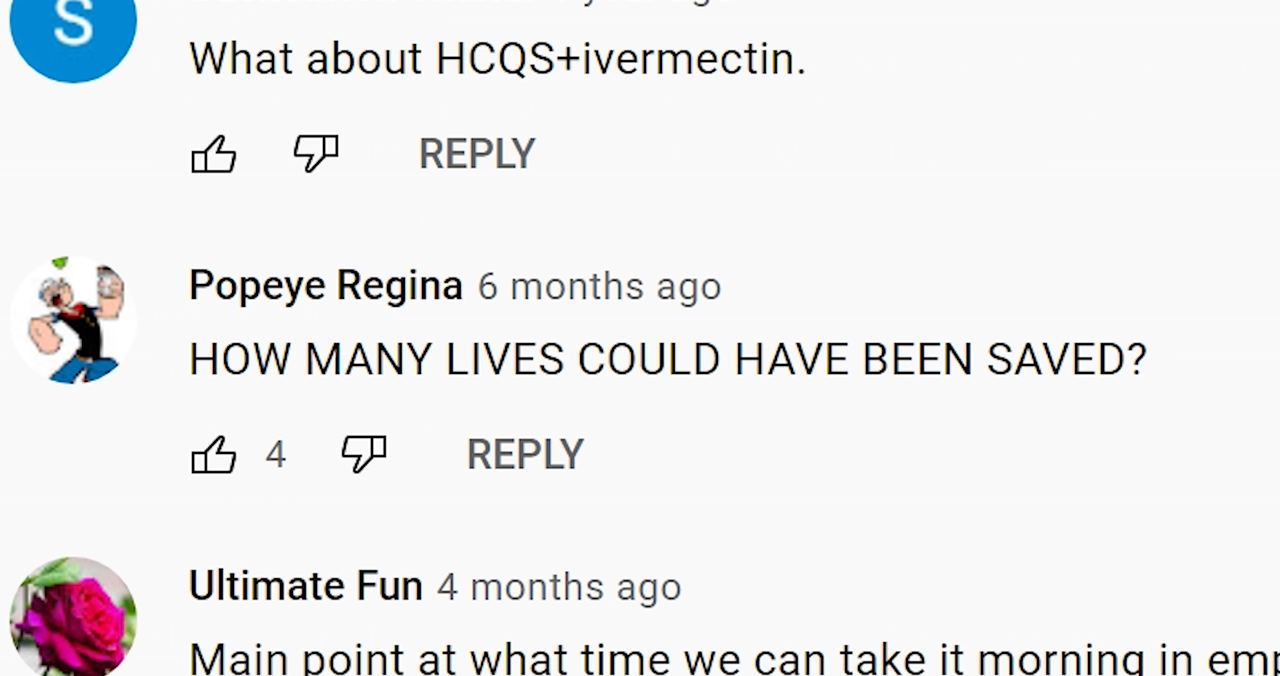 S
What about HCQS+ivermectin.
REPLY
Popeye Regina 6 months ago
HOW MANY LIVES COULD HAVE BEEN SAVED?
4 REPLY
Ultimate Fun 4 months ago
Main point at what time we can take it morning in